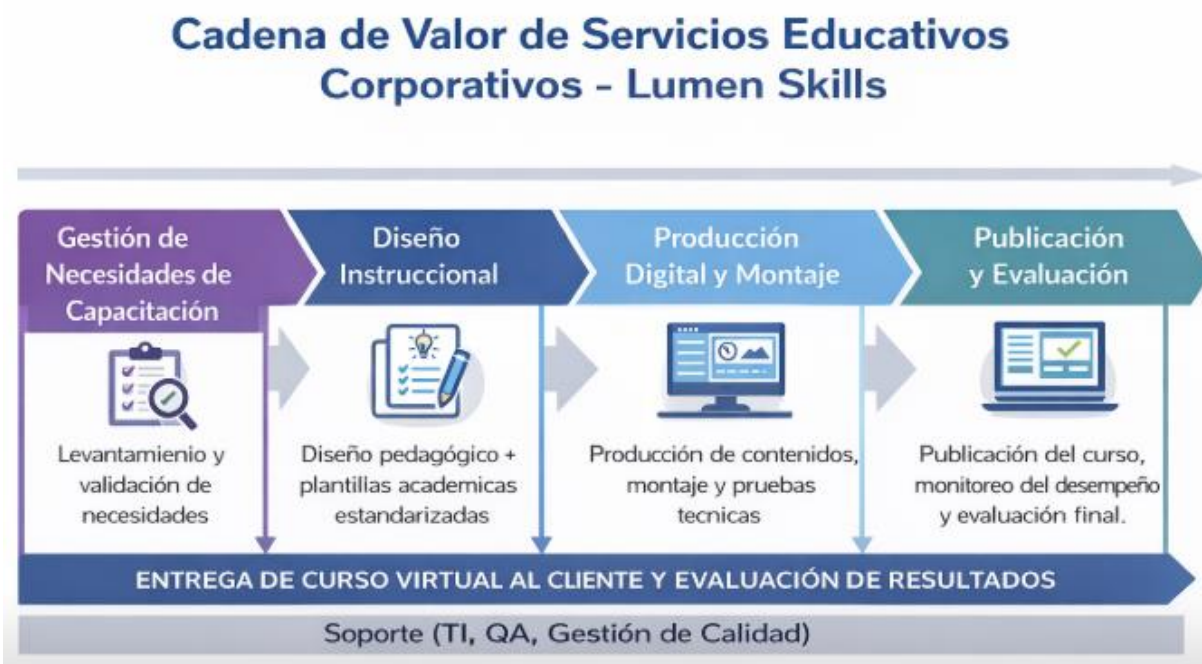 Cadena de Valor de Servicios Educativos
Corporativos - Lumen Skills
Gestión de
Necesidades de
Capacitación
Diseño
Instruccional
Producción
Digital y Montaje
Publicación
y Evaluación
Levantamienio y
validación de
necesidades
Diseño pedagógico +
plantillas academicas
estandarizadas
Producción de contenidos,
montaje y pruebas
tecnicas
Publicación del curso,
monitoreo del desempeño
y evaluación final.
ENTREGA DE CURSO VIRTUAL AL CLIENTE Y EVALUACIÓN DE RESULTADOS
Soporte (TI, QA, Gestión de Calidad)